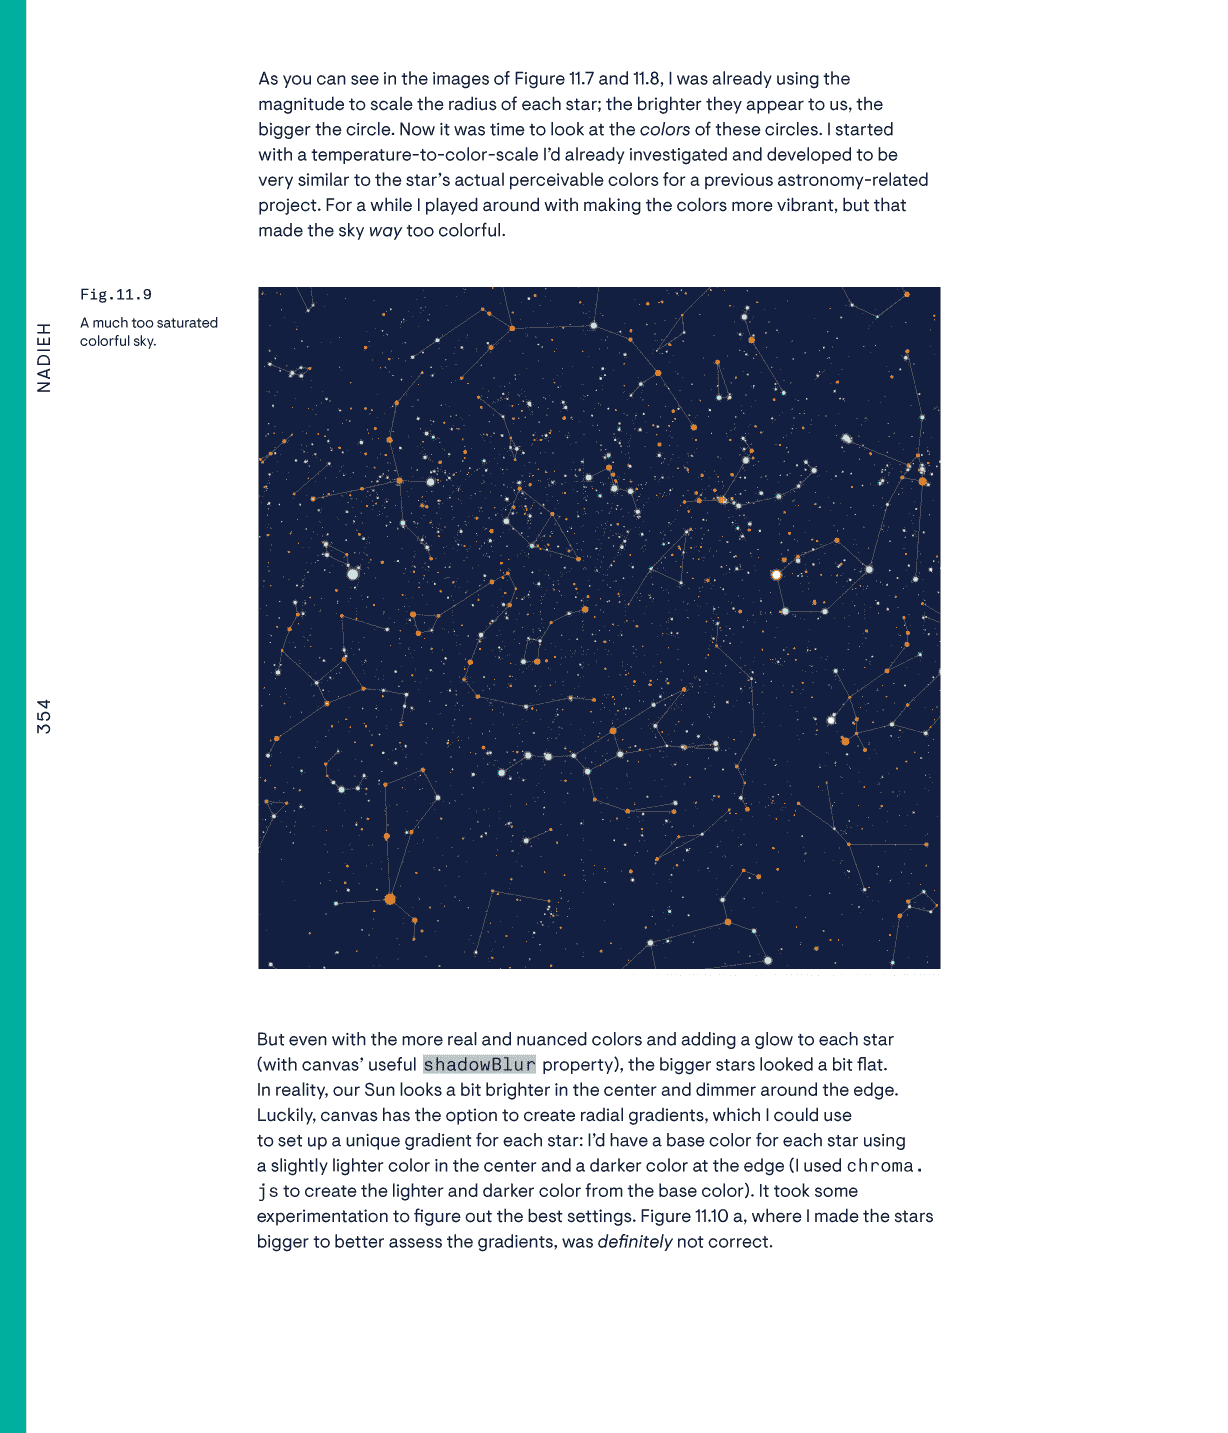 As you can see in the images of Figure 11.7 and 11.8, I was already using the
magnitude to scale the radius of each star; the brighter they appear to us, the
bigger the circle. Now it was time to look at the colors of these circles. I started
with a temperature-to-color-scale I’d already investigated and developed to be
very similar to the star’s actual perceivable colors for a previous astronomy-related
project. For a while I played around with making the colors more vibrant, but that
made the sky way too colorful.
Fig.11.9
A much too saturated
colorful sky.
NADIEH
354
But even with the more real and nuanced colors and adding a glow to each star
(with canvas’ useful shadowBlur property), the bigger stars looked a bit flat.
In reality, our Sun looks a bit brighter in the center and dimmer around the edge.
Luckily, canvas has the option to create radial gradients, which I could use
to set up a unique gradient for each star: I’d have a base color for each star using
a slightly lighter color in the center and a darker color at the edge (I used chroma.
js to create the lighter and darker color from the base color). It took some
experimentation to figure out the best settings. Figure 11.10 a, where I made the stars
bigger to better assess the gradients, was definitely not correct.